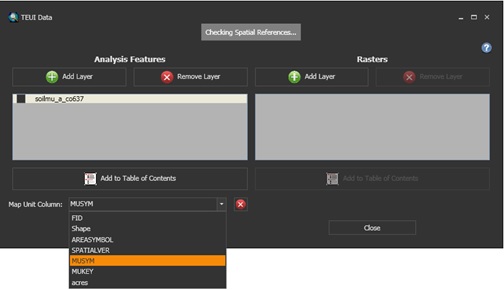 TEUI Data
Checking Spatial References...
Analysis Features
Add Layer
Remove Layer
soilmu_a_co637
Add to Table of Contents
Rasters
Add Layer
Remove Layer
Add to Table of Contents
Map Unit Column: MUSYM
FID
Shape
AREASYMBOL
SPATIALVER
MUSYM
MUKEY
acres
Close